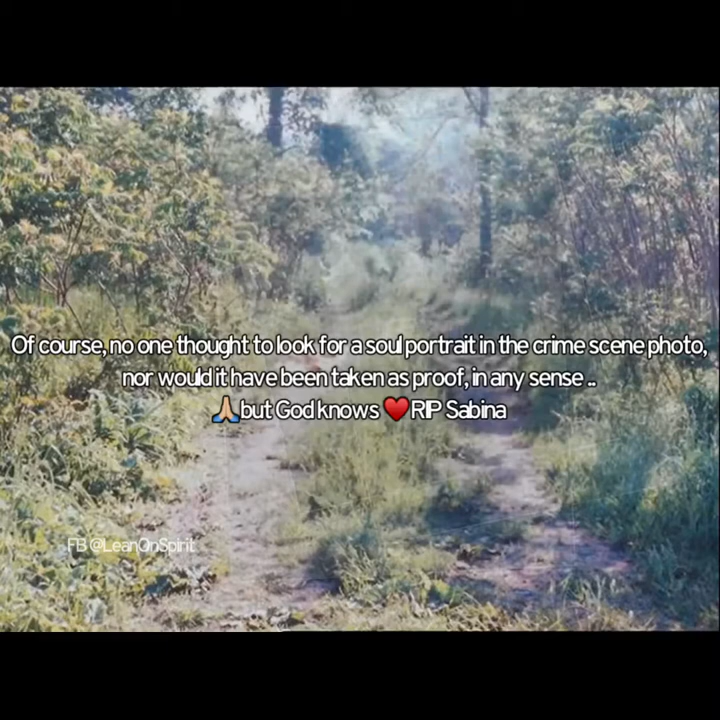 Of course, no one thought to look for a soul portrait in the crime scene photo,
nor would it have been taken as proof, in any sense ..
🙏but God knows ❤️RIP Sabina
FB @LeanOnSpirit